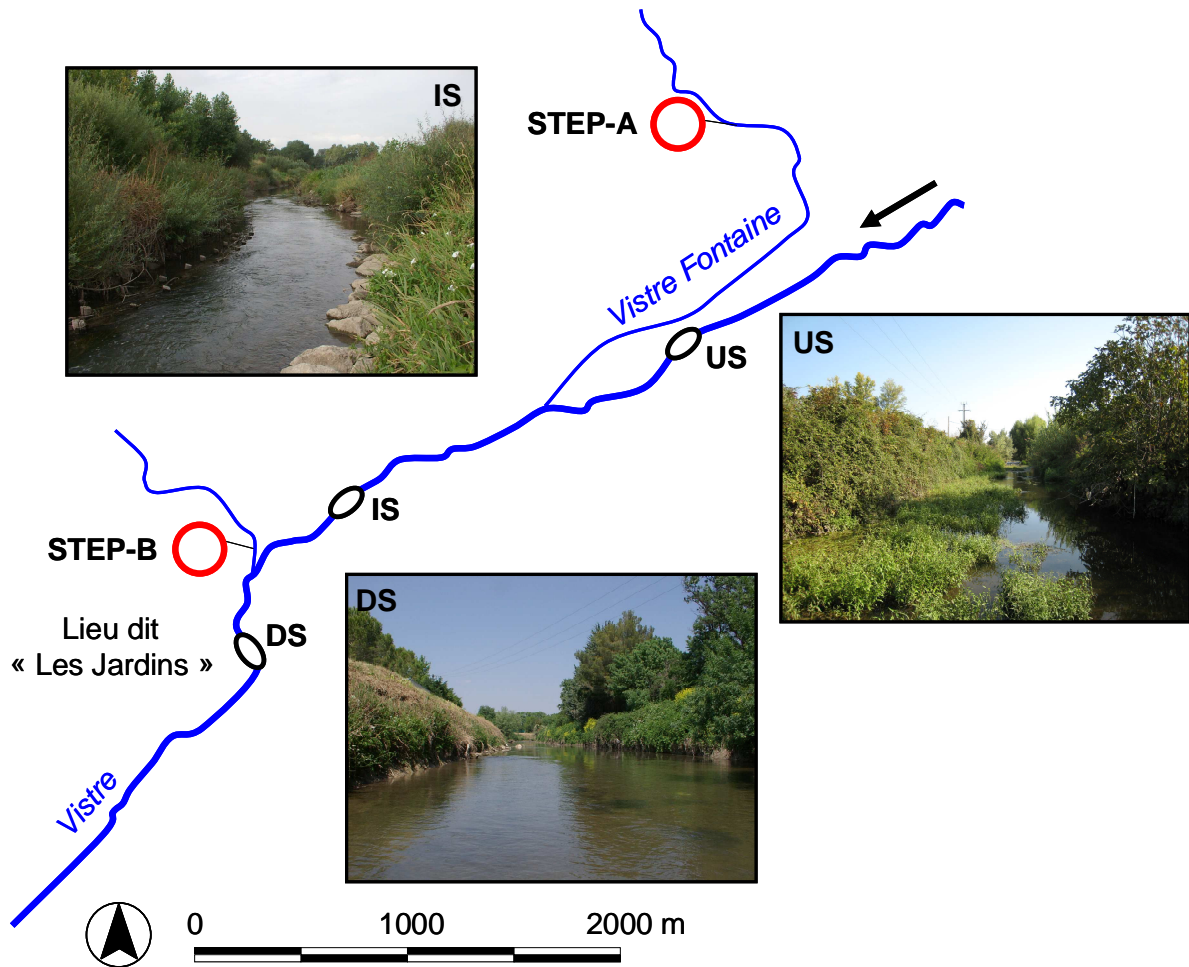 IS
STEP-A
Vistre Fontaine
US
US
IS
STEP-B
DS
Lieu dit
« Les Jardins »
DS
Vistre
0 1000 2000 m